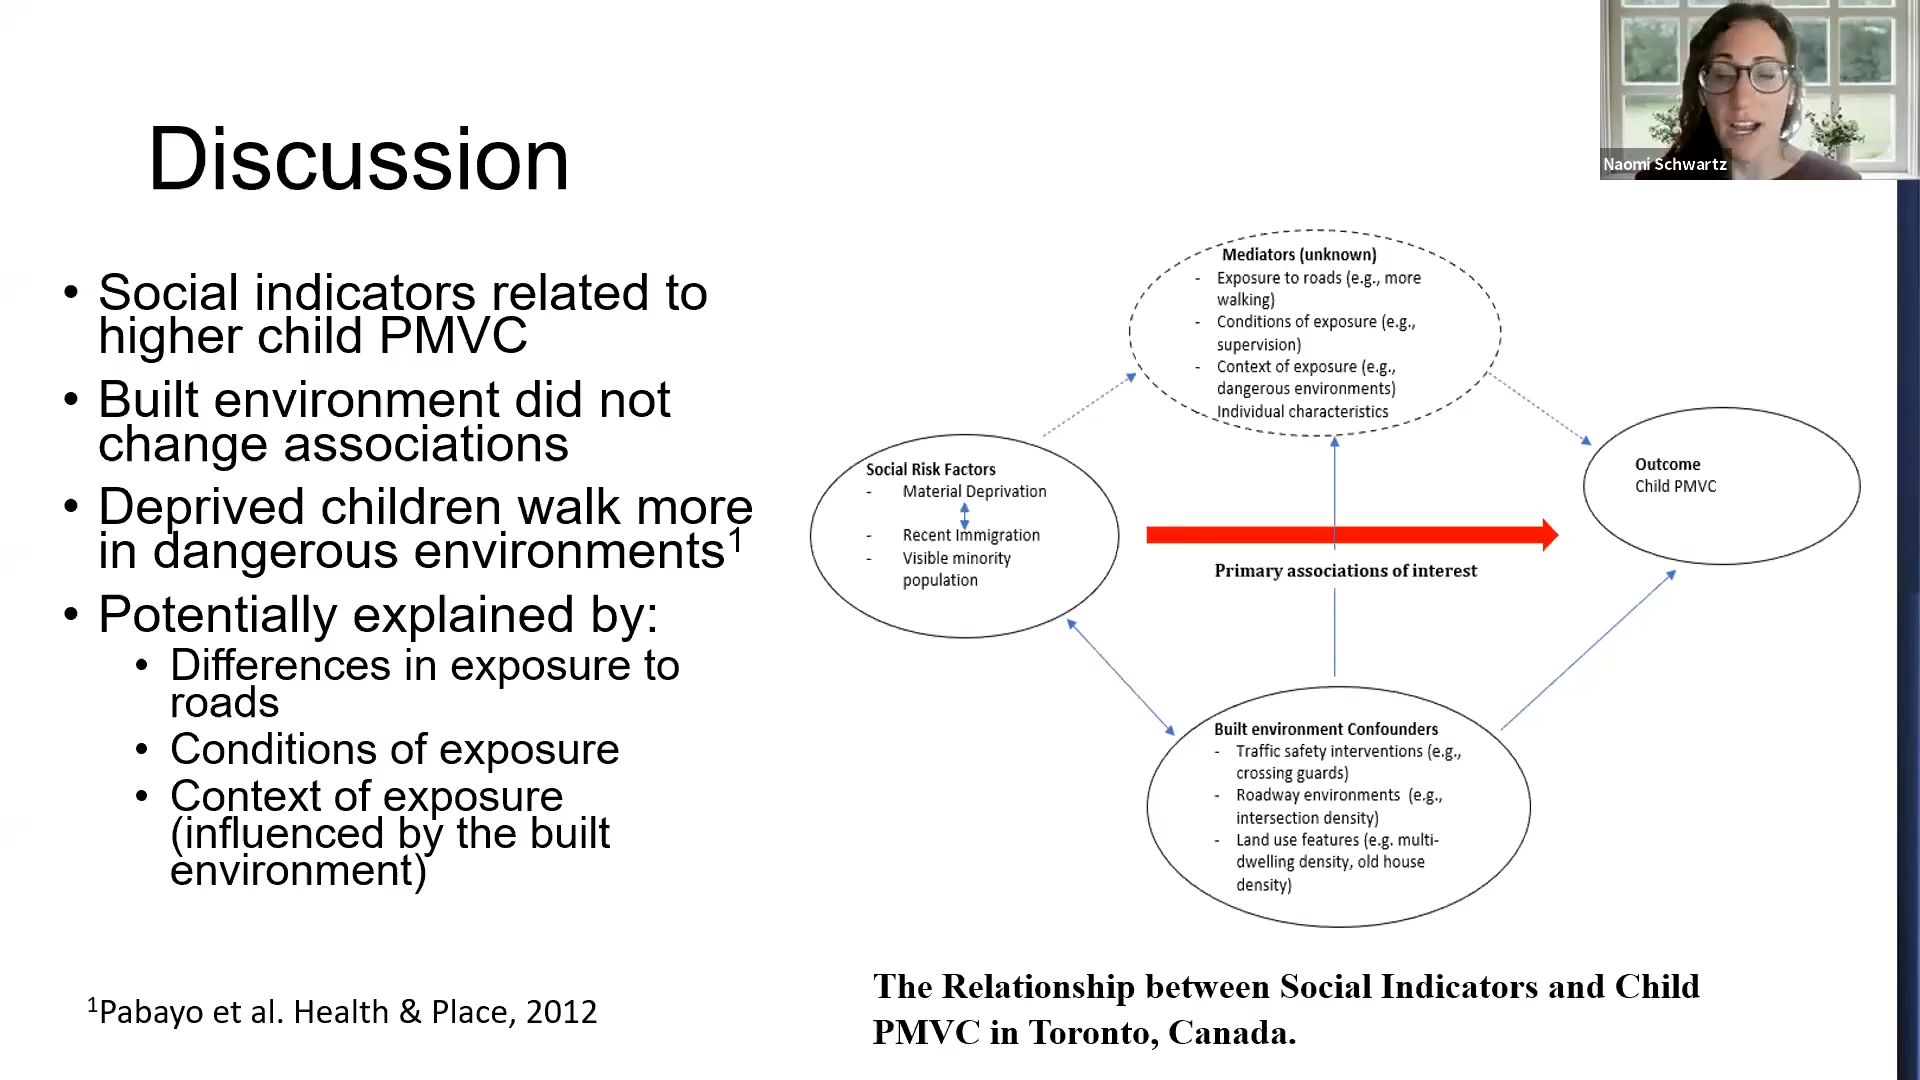 Naomi Schwartz
Discussion
• Social indicators related to
higher child PMVC
• Built environment did not
change associations
• Deprived children walk more
in dangerous environments¹
• Potentially explained by:
• Differences in exposure to
roads
• Conditions of exposure
• Context of exposure
(influenced by the built
environment)
¹Pabayo et al. Health & Place, 2012
Mediators (unknown)
- Exposure to roads (e.g., more
walking)
- Conditions of exposure (e.g.,
supervision)
- Context of exposure (e.g.,
dangerous environments)
- Individual characteristics
Social Risk Factors
- Material Deprivation
- Recent Immigration
- Visible minority
population
Primary associations of interest
Outcome
Child PMVC
Built environment Confounders
- Traffic safety interventions (e.g.,
crossing guards)
- Roadway environments (e.g.,
intersection density)
- Land use features (e.g. multi-
dwelling density, old house
density)
The Relationship between Social Indicators and Child
PMVC in Toronto, Canada.